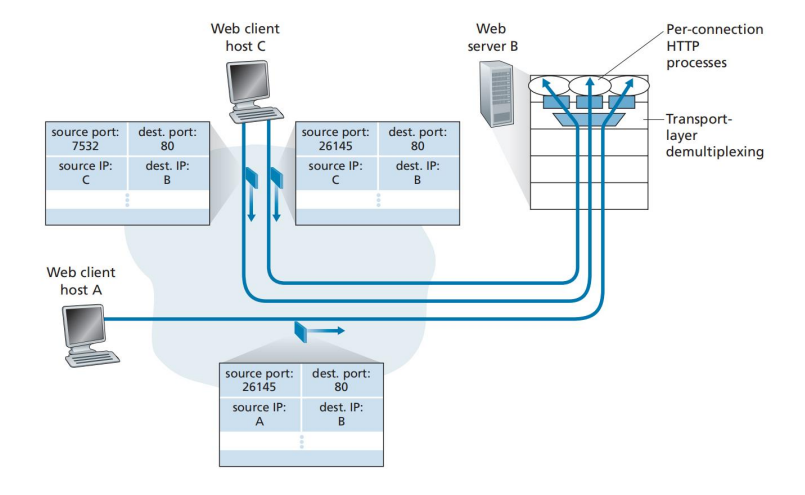 Web client
host C
Web
server B
Per-connection
HTTP
processes
Transport-
layer
demultiplexing
source port:
7532
dest. port:
80
source IP:
C
dest. IP:
B
source port:
26145
dest. port:
80
source IP:
C
dest. IP:
B
Web client
host A
source port:
26145
dest. port:
80
source IP:
A
dest. IP:
B